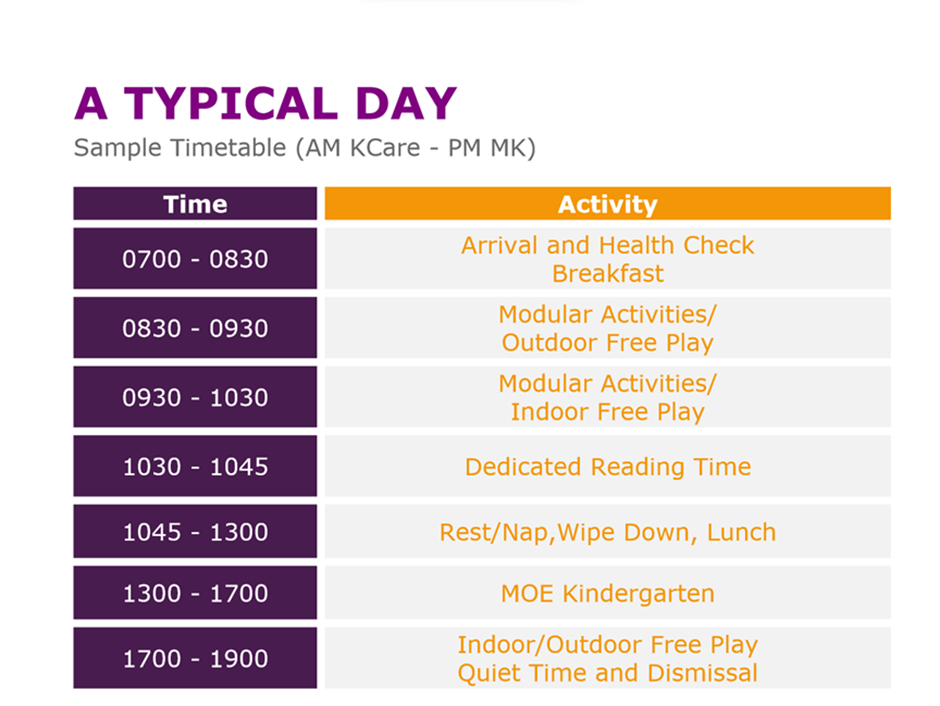 A TYPICAL DAY
Sample Timetable (AM KCare - PM MK)
Time
Activity
0700 - 0830
Arrival and Health Check
Breakfast
0830 - 0930
Modular Activities/
Outdoor Free Play
0930 - 1030
Modular Activities/
Indoor Free Play
1030 - 1045
Dedicated Reading Time
1045 - 1300
Rest/Nap,Wipe Down, Lunch
1300 - 1700
MOE Kindergarten
1700 - 1900
Indoor/Outdoor Free Play
Quiet Time and Dismissal